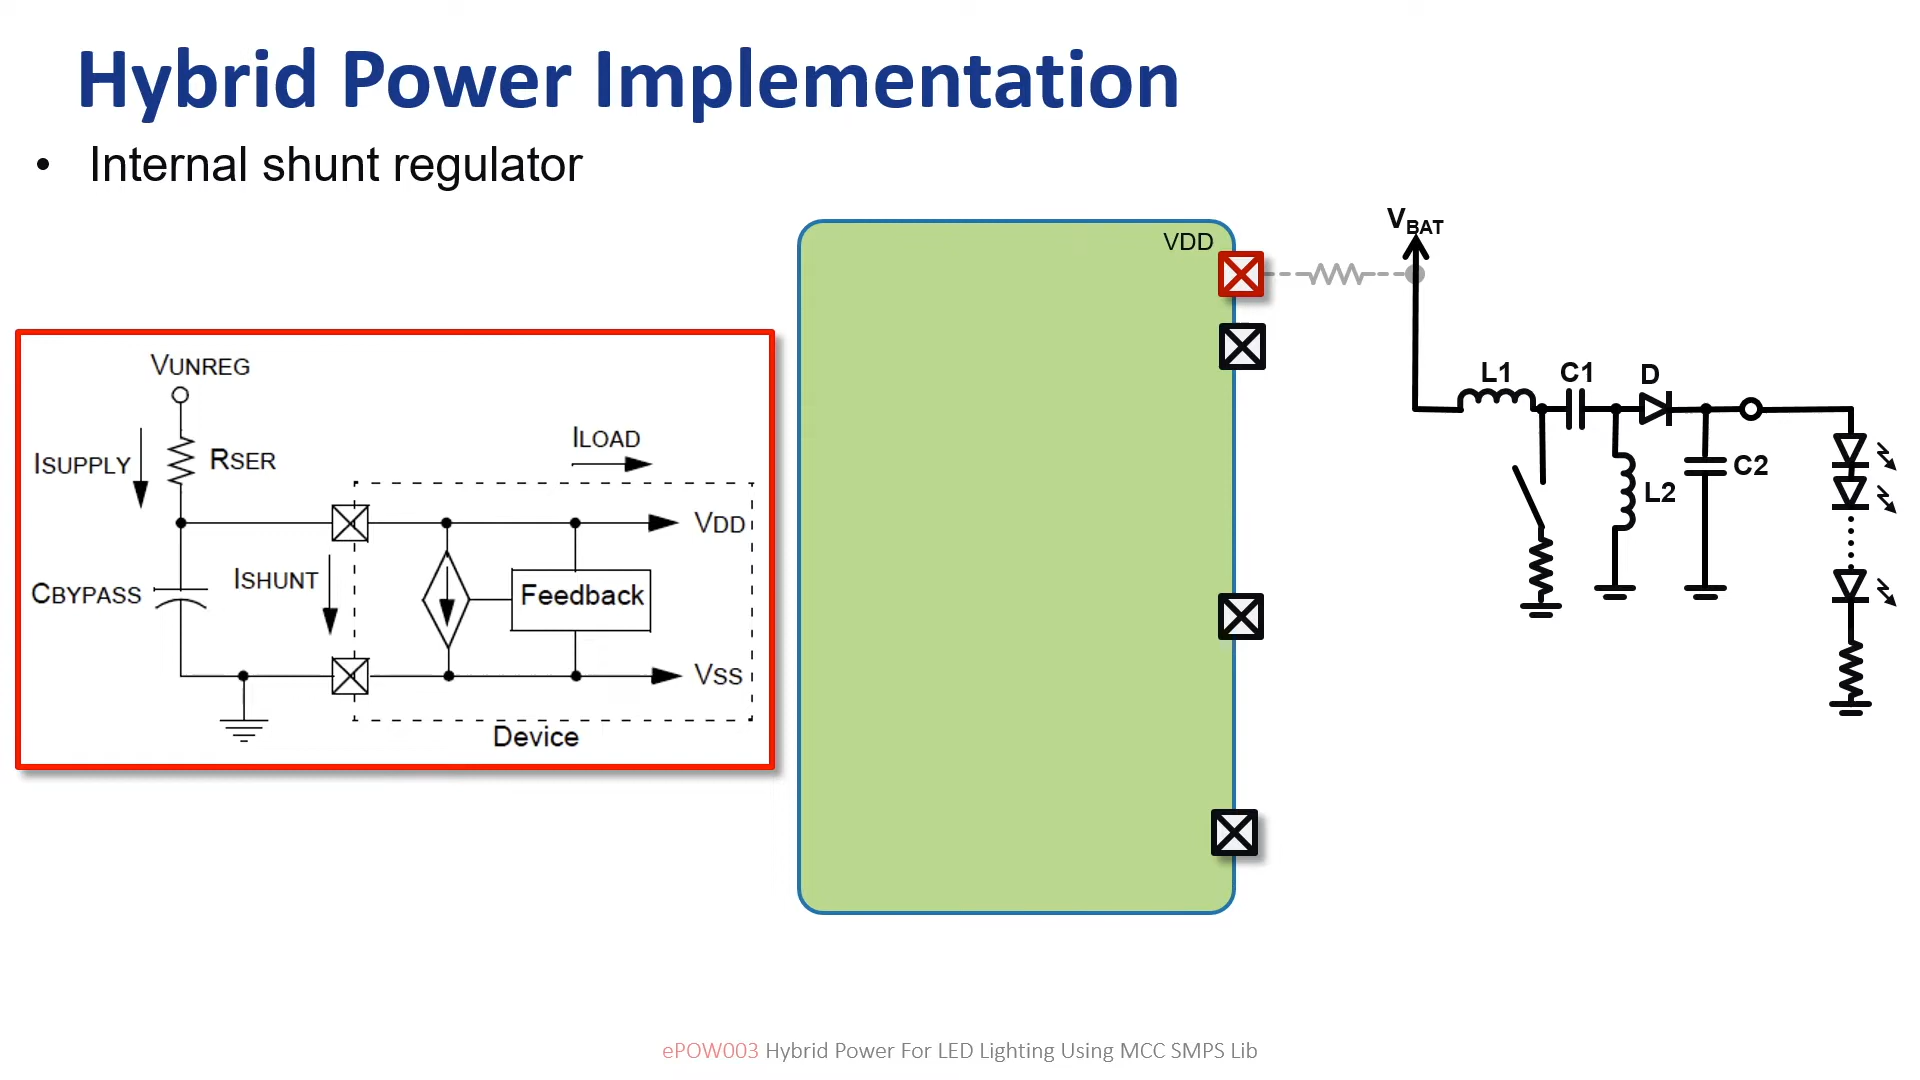 Hybrid Power Implementation
• Internal shunt regulator
VUNREG
ISUPPLY
RSER
ILOAD
VDD
CBYPASS
ISHUNT
Feedback
VSS
Device
VDD
VBAT
L1
C1
D
L2
C2
ePOW003 Hybrid Power For LED Lighting Using MCC SMPS Lib